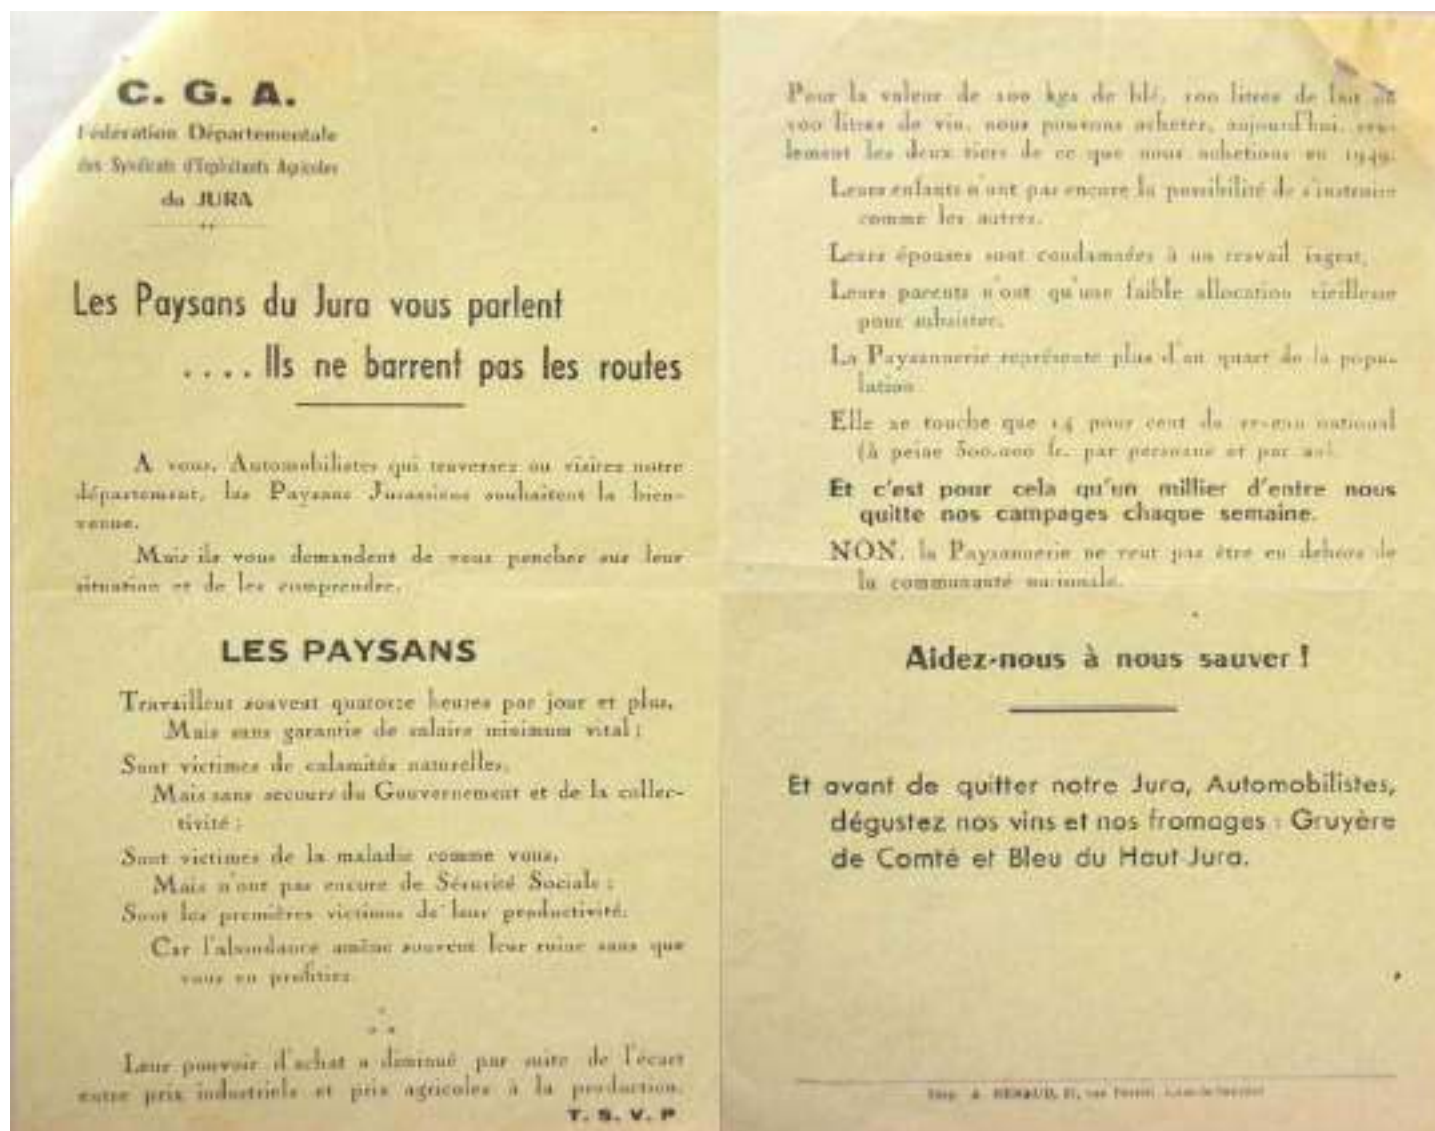 C. G. A.
Fédération Départementale
des Syndicats d'Exploitants Agricoles
du JURA
Les Paysans du Jura vous parlent
.... Ils ne barrent pas les routes
A vous, Automobilistes qui traversez ou visitez notre
département, les Paysans Jurassiens souhaitent la bien-
venue.
Mais ils vous demandent de vous pencher sur leur
situation et de les comprendre.
LES PAYSANS
Travaillent souvent quatorze heures par jour et plus,
Mais sans garantie de salaire minimum vital ;
Sont victimes de calamités naturelles,
Mais sans secours du Gouvernement et de la collec-
tivité ;
Sont victimes de la maladie comme vous,
Mais n'ont pas encore de Sécurité Sociale ;
Sont les premières victimes de leur productivité,
Car l'abondance amène souvent leur ruine sans que
vous en profitiez.
Leur pouvoir d'achat a diminué par suite de l'écart
entre prix industriels et prix agricoles à la production.
T. S. V. P
Pour la valeur de 100 kgs de blé, 100 litres de lait ou
100 litres de vin, nous pouvons acheter, aujourd'hui, seu-
lement les deux tiers de ce que nous achetions en 1949.
Leurs enfants n'ont pas encore la possibilité de s'instruire
comme les autres.
Leurs épouses sont condamnées à un travail ingrat,
Leurs parents n'ont qu'une faible allocation vieillesse
pour subsister.
La Paysannerie représente plus d'un quart de la popu-
lation
Elle ne touche que 14 pour cent du revenu national
(à peine 300.000 fr. par personne et par an).
Et c'est pour cela qu'un millier d'entre nous
quitte nos campages chaque semaine.
NON, la Paysannerie ne veut pas être en dehors de
la communauté nationale.
Aidez-nous à nous sauver !
Et avant de quitter notre Jura, Automobilistes,
dégustez nos vins et nos fromages : Gruyère
de Comté et Bleu du Haut Jura.
Imp. RENAUD, rue